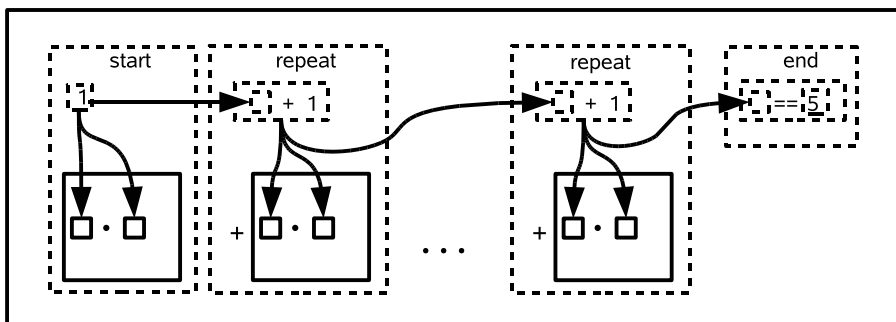 start repeat repeat end
1 + 1 + 1 == 5
· + · ... + ·